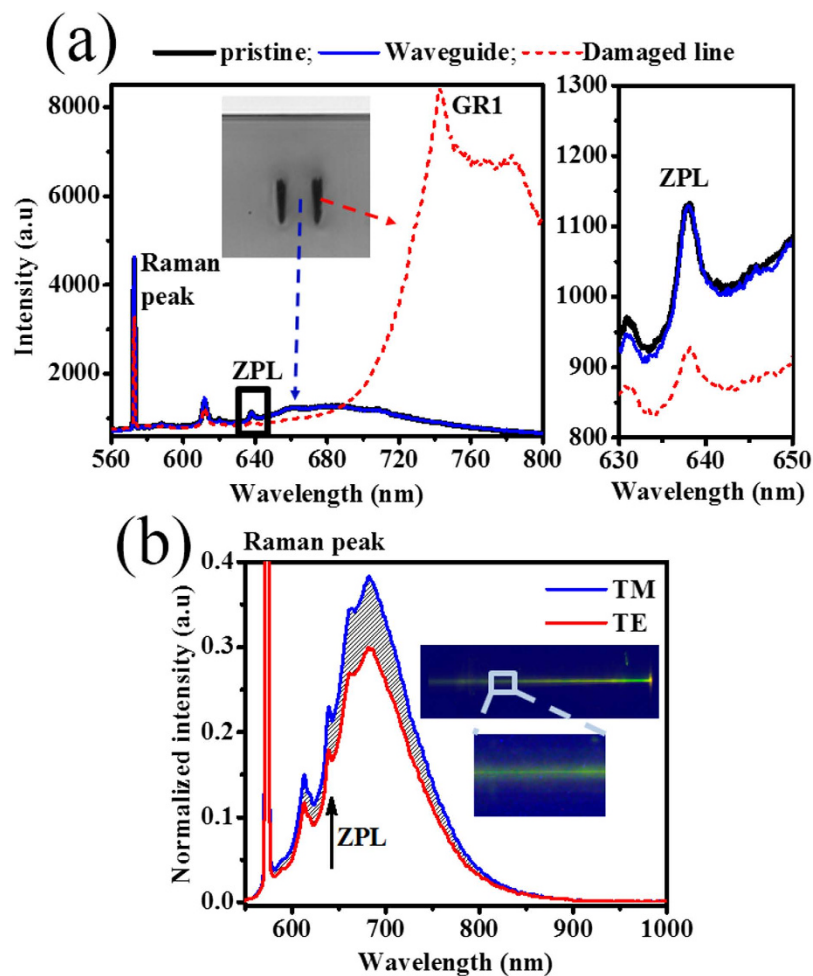 (a)
pristine; Waveguide; Damaged line
8000
6000
4000
2000
Intensity (a.u)
GR1
Raman
peak
ZPL
560 600 640 680 720 760 800
Wavelength (nm)
1300
1200
1100
1000
900
800
ZPL
630 640 650
Wavelength (nm)
(b)
Raman peak
0.4
0.3
0.2
0.1
0.0
Normalized intensity (a.u)
TM
TE
ZPL
600 700 800 900 1000
Wavelength (nm)